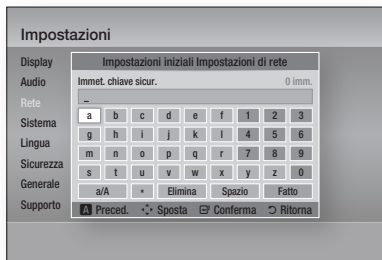 Impostazioni
Display
Audio
Rete
Sistema
Lingua
Sicurezza
Generale
Supporto
Impostazioni iniziali Impostazioni di rete
Immet. chiave sicur. 0 imm.
_
a b c d e f 1 2 3
g h i j k l 4 5 6
m n o p q r 7 8 9
s t u v w x y z 0
a/A * Elimina Spazio Fatto
A Preced. Sposta Conferma Ritorna